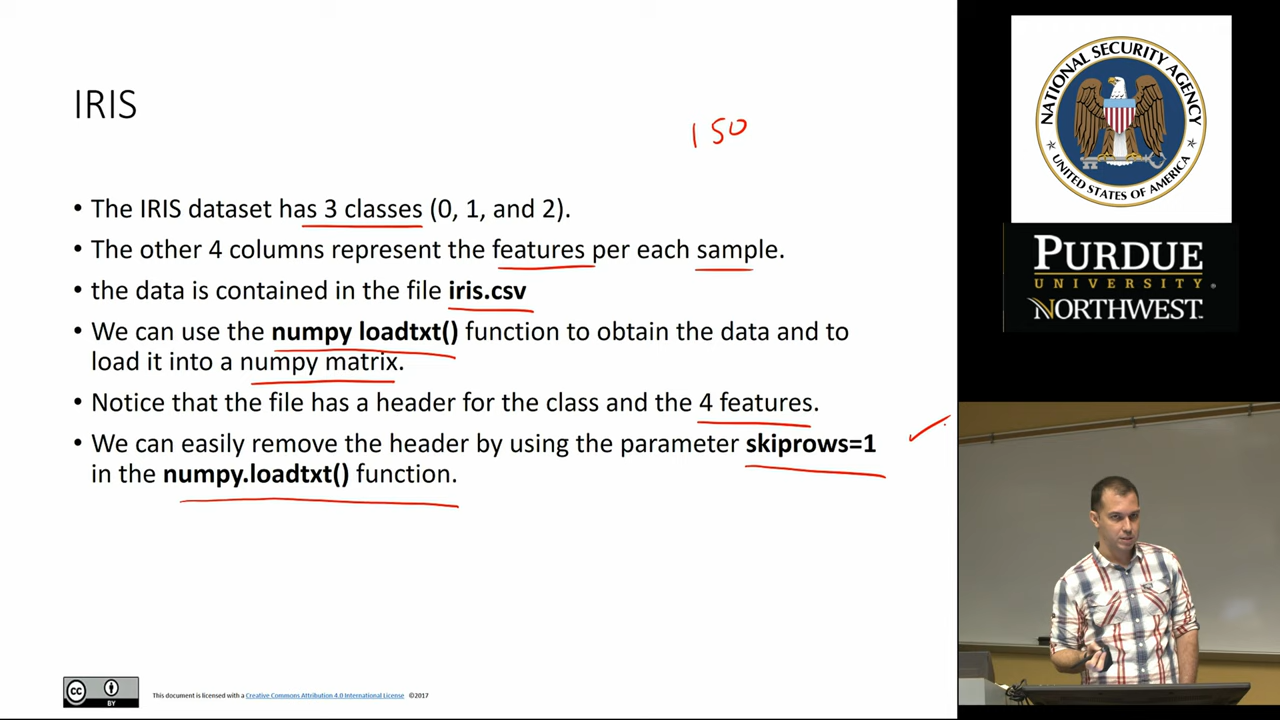 IRIS
150
• The IRIS dataset has 3 classes (0, 1, and 2).
• The other 4 columns represent the features per each sample.
• the data is contained in the file iris.csv
• We can use the numpy loadtxt() function to obtain the data and to
load it into a numpy matrix.
• Notice that the file has a header for the class and the 4 features.
• We can easily remove the header by using the parameter skiprows=1
in the numpy.loadtxt() function.
cc
BY
This document is licensed with a Creative Commons Attribution 4.0 International License ©2017
NATIONAL SECURITY AGENCY
UNITED STATES OF AMERICA
PURDUE
UNIVERSITY
NORTHWEST